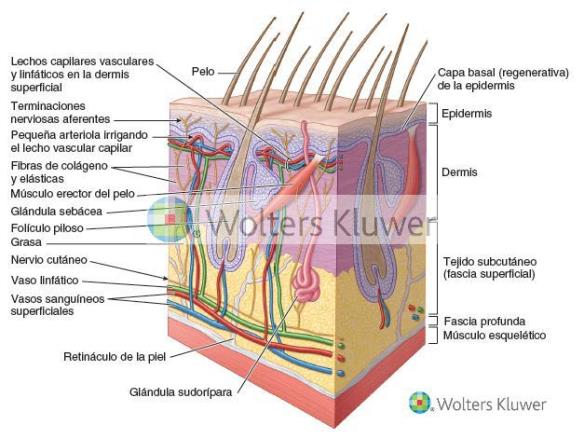 Lechos capilares vasculares
y linfáticos en la dermis
superficial
Terminaciones
nerviosas aferentes
Pequeña arteriola irrigando
el lecho vascular capilar
Fibras de colágeno
y elásticas
Músculo erector del pelo
Glándula sebácea
Folículo piloso
Grasa
Nervio cutáneo
Vaso linfático
Vasos sanguíneos
superficiales
Retináculo de la piel
Glándula sudorípara
Pelo
Capa basal (regenerativa)
de la epidermis
Epidermis
Dermis
Tejido subcutáneo
(fascia superficial)
Fascia profunda
Músculo esquelético
Wolters Kluwer
Wolters Kluwer